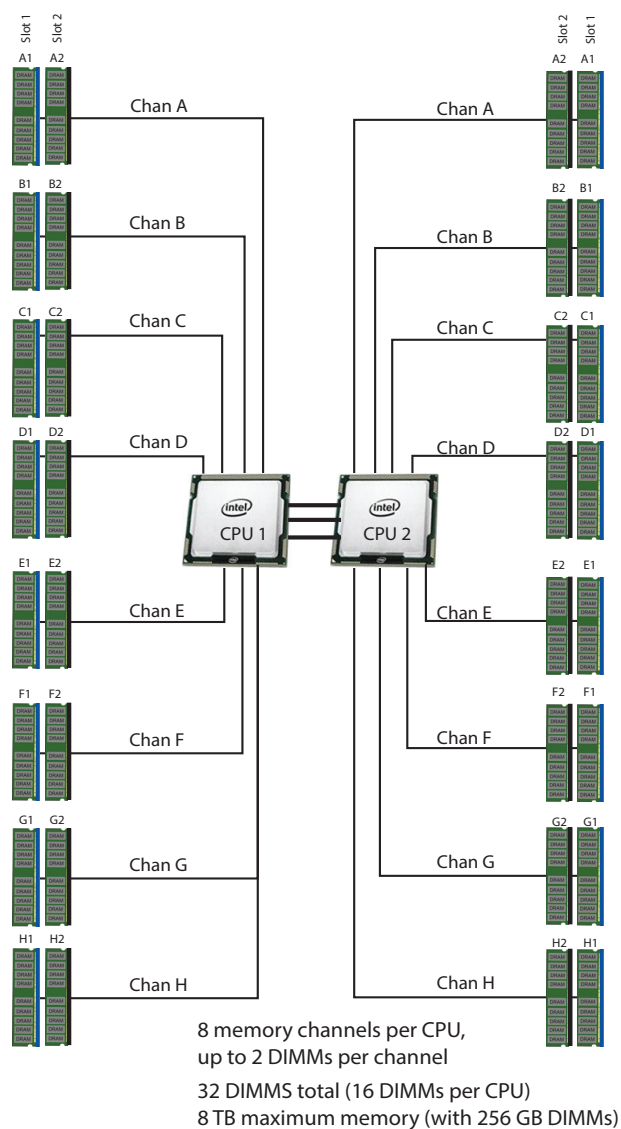 Slot 1
Slot 2
Slot 2
Slot 1
A1 A2
A2 A1
Chan A
Chan A
B1 B2
B2 B1
Chan B
Chan B
C1 C2
C2 C1
Chan C
Chan C
D1 D2
D2 D1
Chan D
Chan D
intel
CPU 1
intel
CPU 2
E1 E2
E2 E1
Chan E
Chan E
F1 F2
F2 F1
Chan F
Chan F
G1 G2
G2 G1
Chan G
Chan G
H1 H2
H2 H1
Chan H
Chan H
DRAM
8 memory channels per CPU,
up to 2 DIMMs per channel
32 DIMMS total (16 DIMMs per CPU)
8 TB maximum memory (with 256 GB DIMMs)